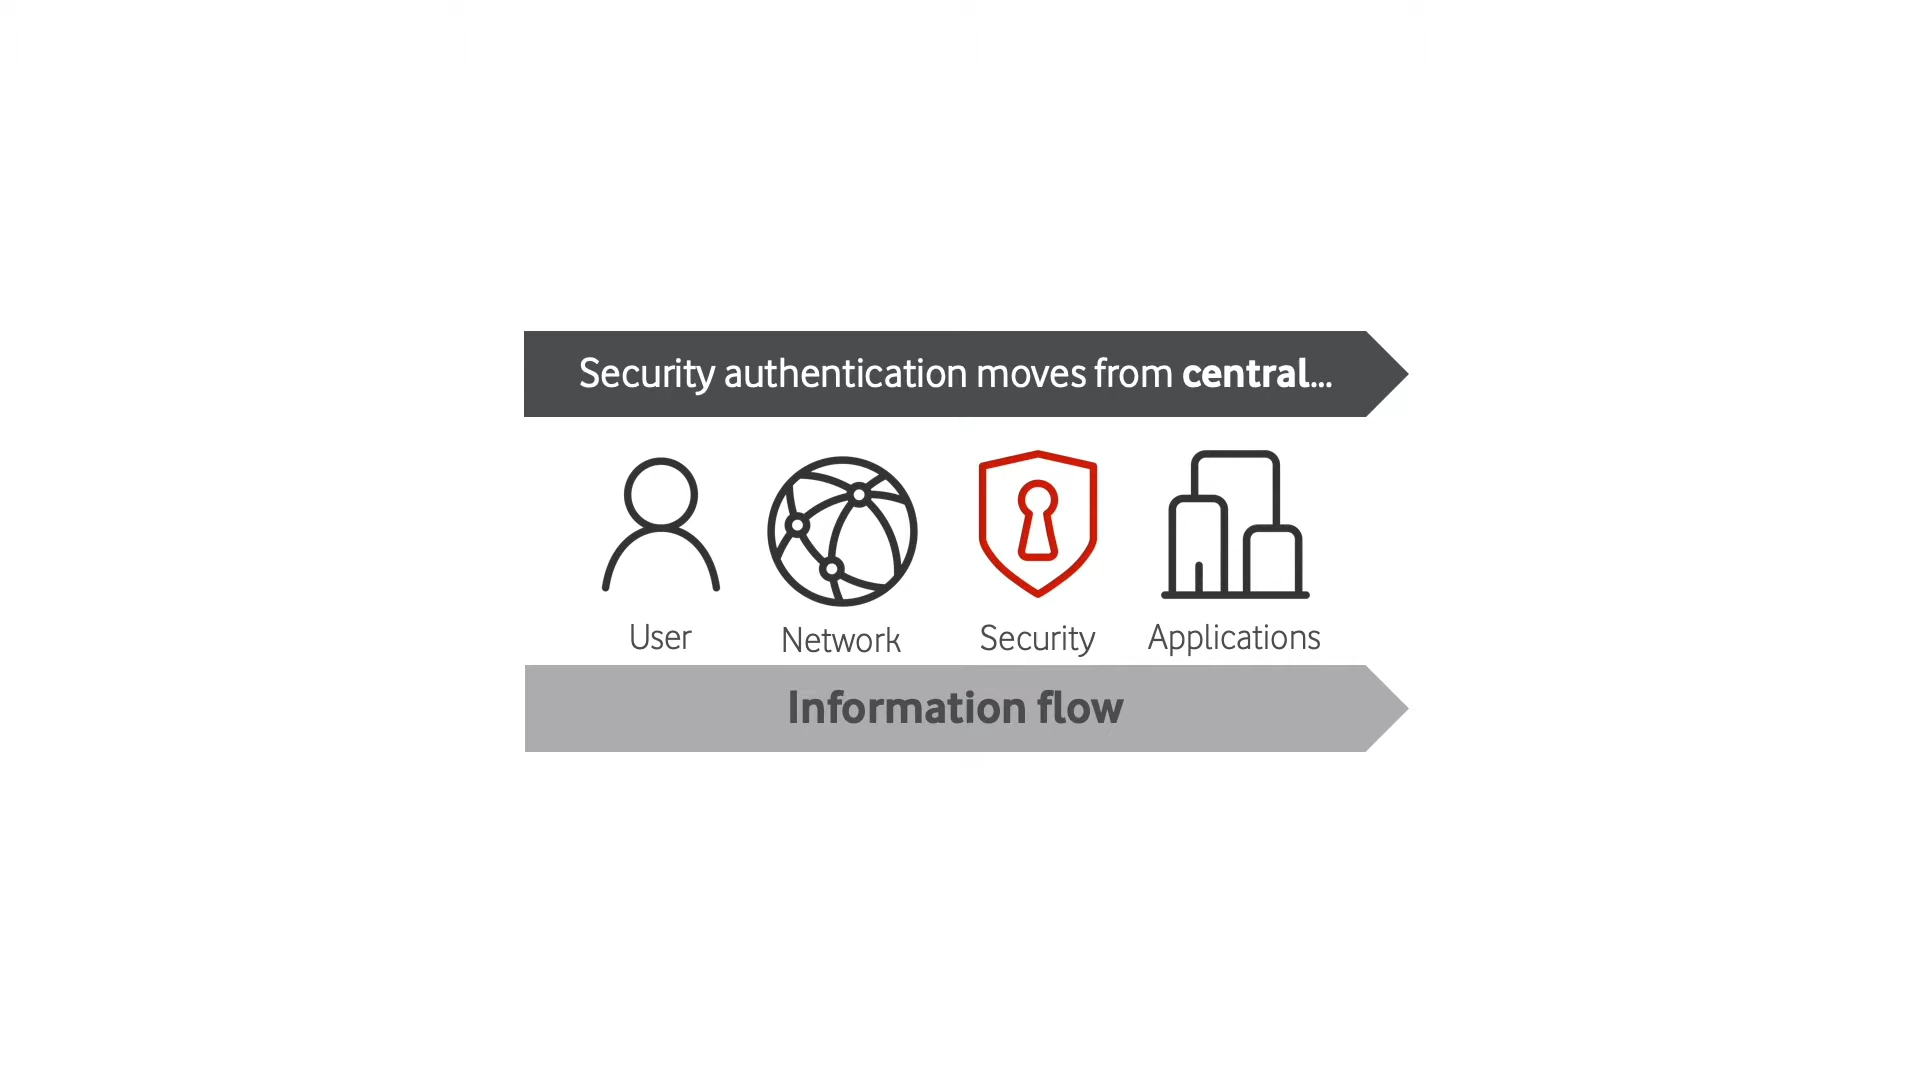 Security authentication moves from central...
User
Network
Security
Applications
Information flow